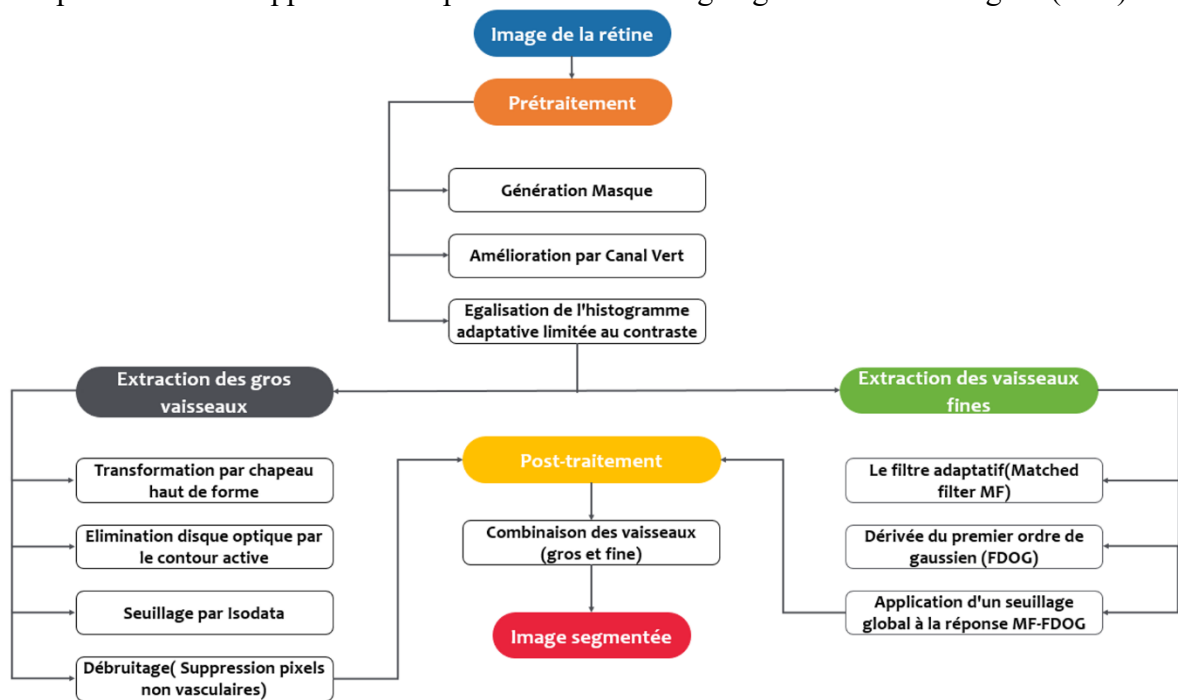 Image de la rétine
Prétraitement
Génération Masque
Amélioration par Canal Vert
Egalisation de l'histogramme
adaptative limitée au contraste
Extraction des gros
vaisseaux
Transformation par chapeau
haut de forme
Elimination disque optique par
le contour active
Seuillage par Isodata
Débruitage( Suppression pixels
non vasculaires)
Extraction des vaisseaux
fines
Le filtre adaptatif(Matched
filter MF)
Dérivée du premier ordre de
gaussien (FDOG)
Application d'un seuillage
global à la réponse MF-FDOG
Post-traitement
Combinaison des vaisseaux
(gros et fine)
Image segmentée